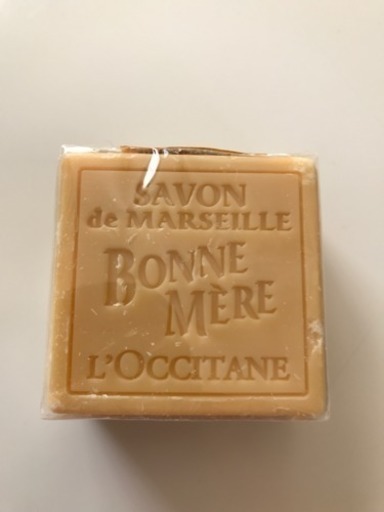 SAVON
de MARSEILLE
BONNE
MÈRE
L'OCCITANE